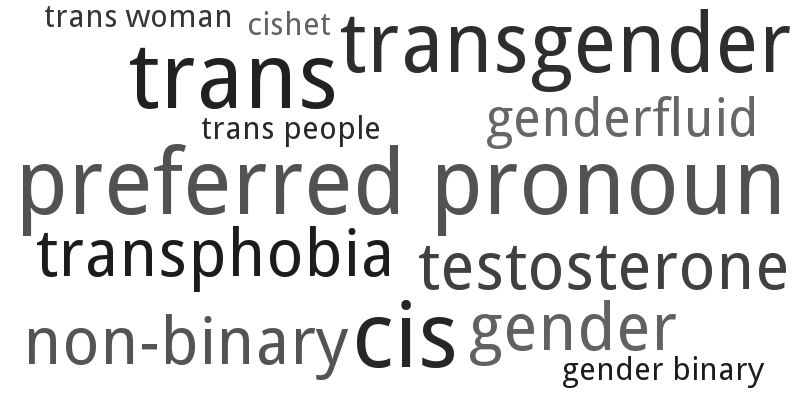 trans woman
cishet
transgender
trans
genderfluid
trans people
preferred pronoun
transphobia
testosterone
non-binary
cis
gender
gender binary